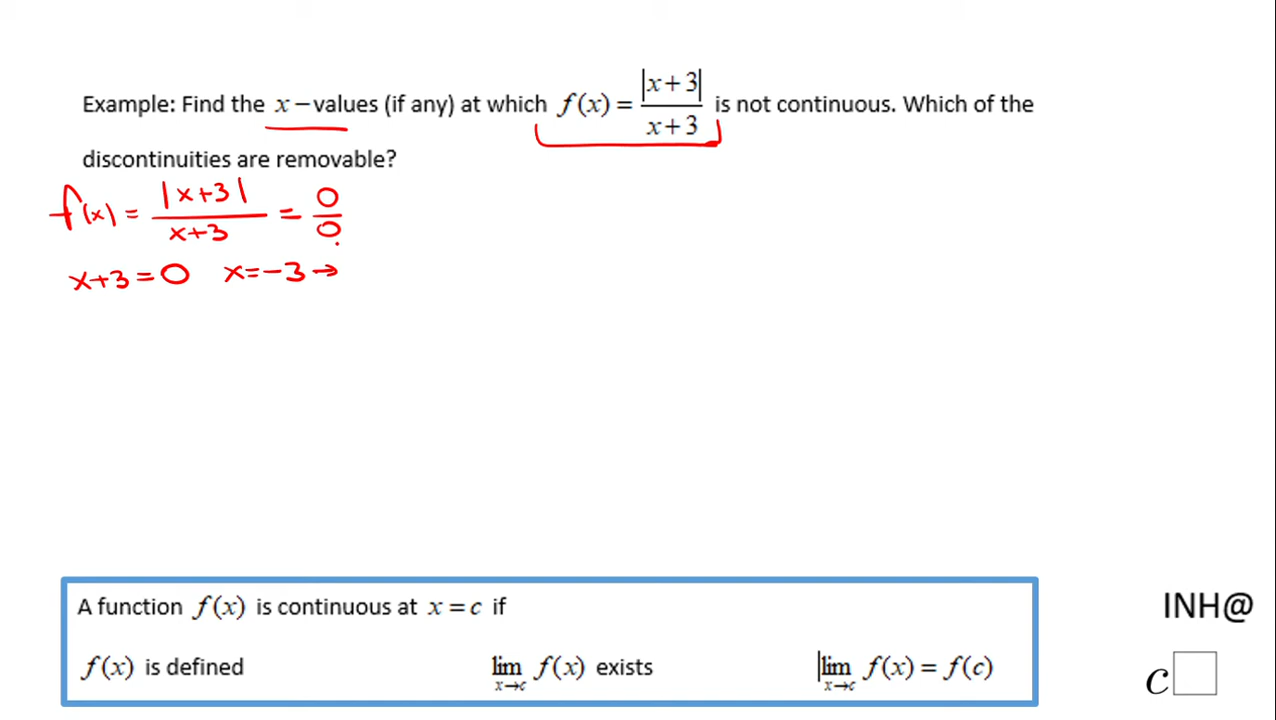 Example: Find the x−values (if any) at which f(x) = |x+3| / x+3 is not continuous. Which of the
discontinuities are removable?
f(x) = |x+3| / x+3 = 0/0
x+3=0 x=-3→
A function f(x) is continuous at x=c if
f(x) is defined lim x→c f(x) exists lim x→c f(x) = f(c)
INH@
c